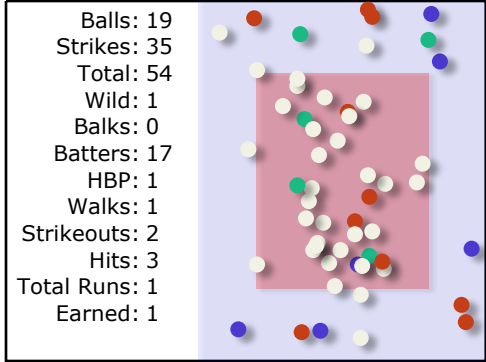 Balls: 19
Strikes: 35
Total: 54
Wild: 1
Balks: 0
Batters: 17
HBP: 1
Walks: 1
Strikeouts: 2
Hits: 3
Total Runs: 1
Earned: 1